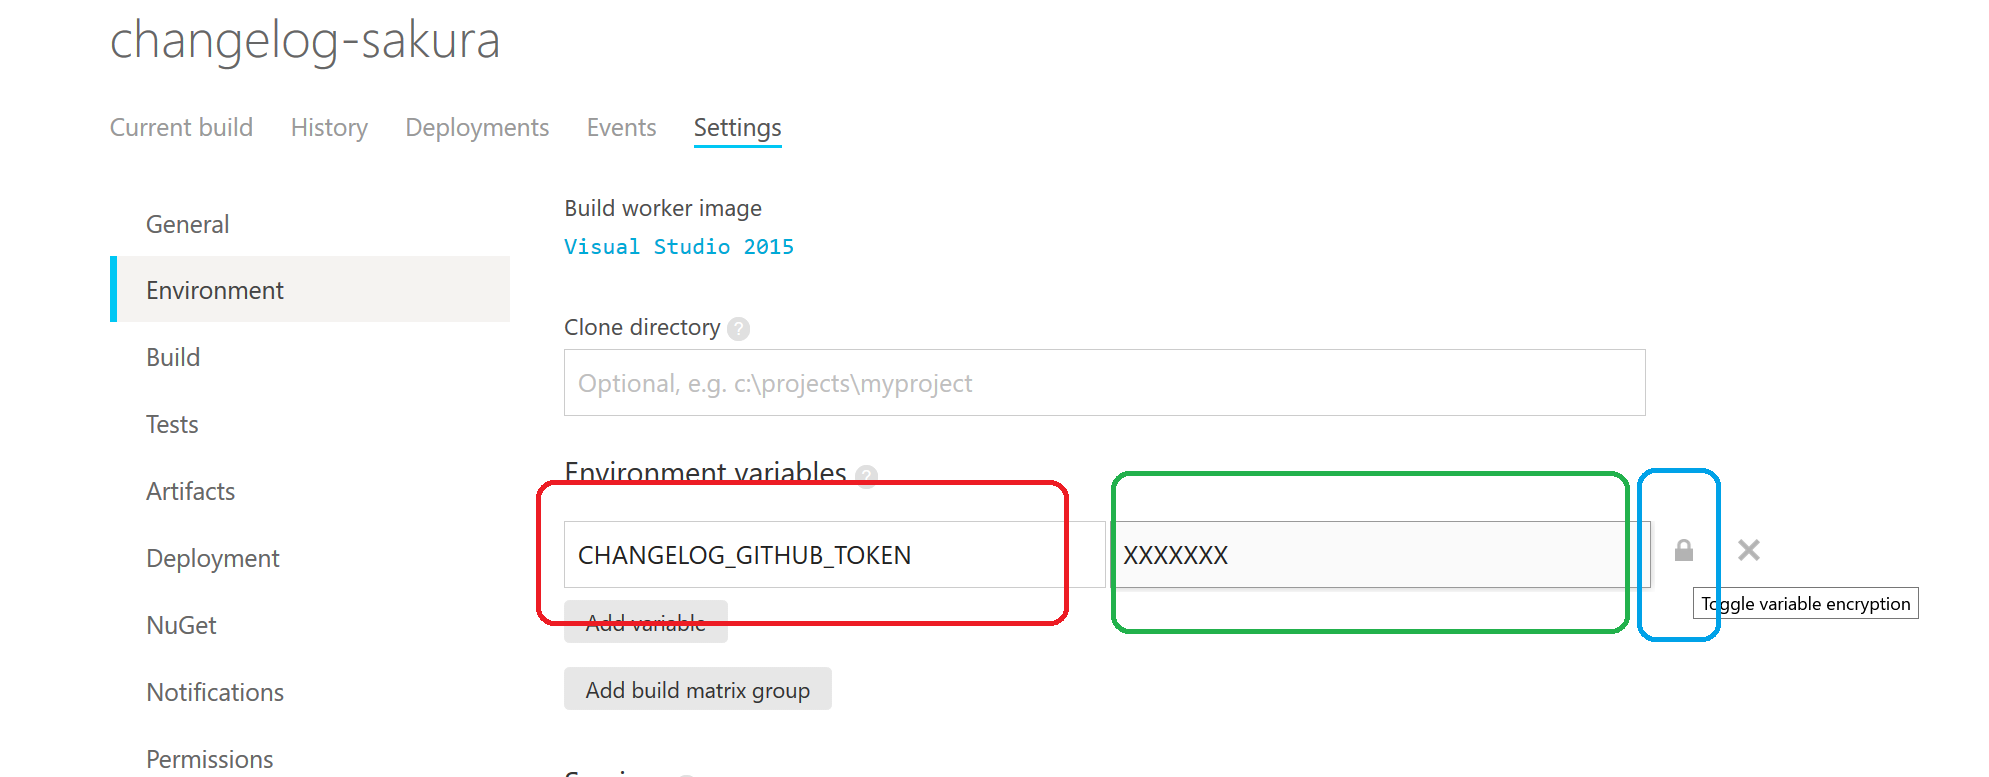 changelog-sakura
Current build History Deployments Events Settings
General
Environment
Build
Tests
Artifacts
Deployment
NuGet
Notifications
Permissions
Build worker image
Visual Studio 2015
Clone directory ?
Optional, e.g. c:\projects\myproject
Environment variables ?
CHANGELOG_GITHUB_TOKEN XXXXXXX
Toggle variable encryption
Add variable
Add build matrix group